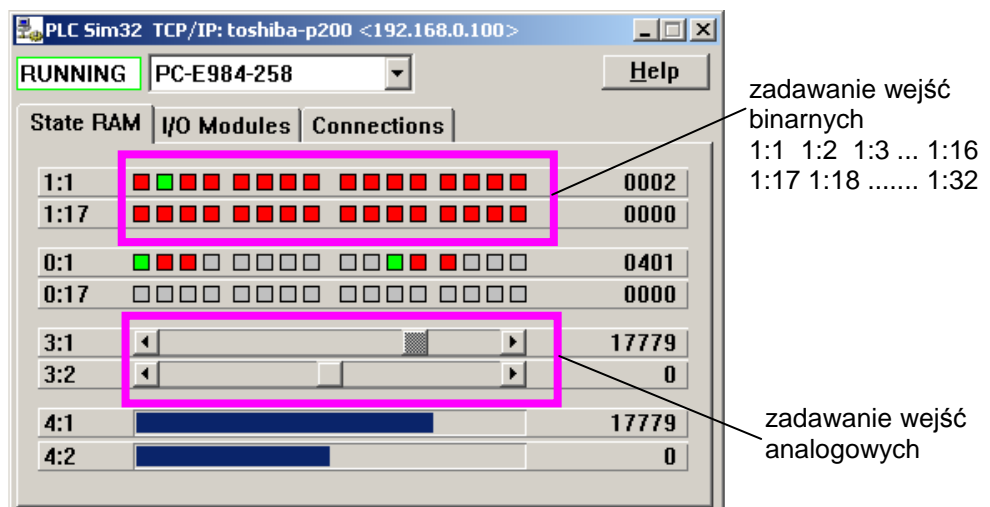 PLC Sim32 TCP/IP: toshiba-p200 <192.168.0.100>
RUNNING PC-E984-258 Help
State RAM I/O Modules Connections
1:1 0002
1:17 0000
0:1 0401
0:17 0000
3:1 17779
3:2 0
4:1 17779
4:2 0
zadawanie wejść
binarnych
1:1 1:2 1:3 ... 1:16
1:17 1:18 ....... 1:32
zadawanie wejść
analogowych